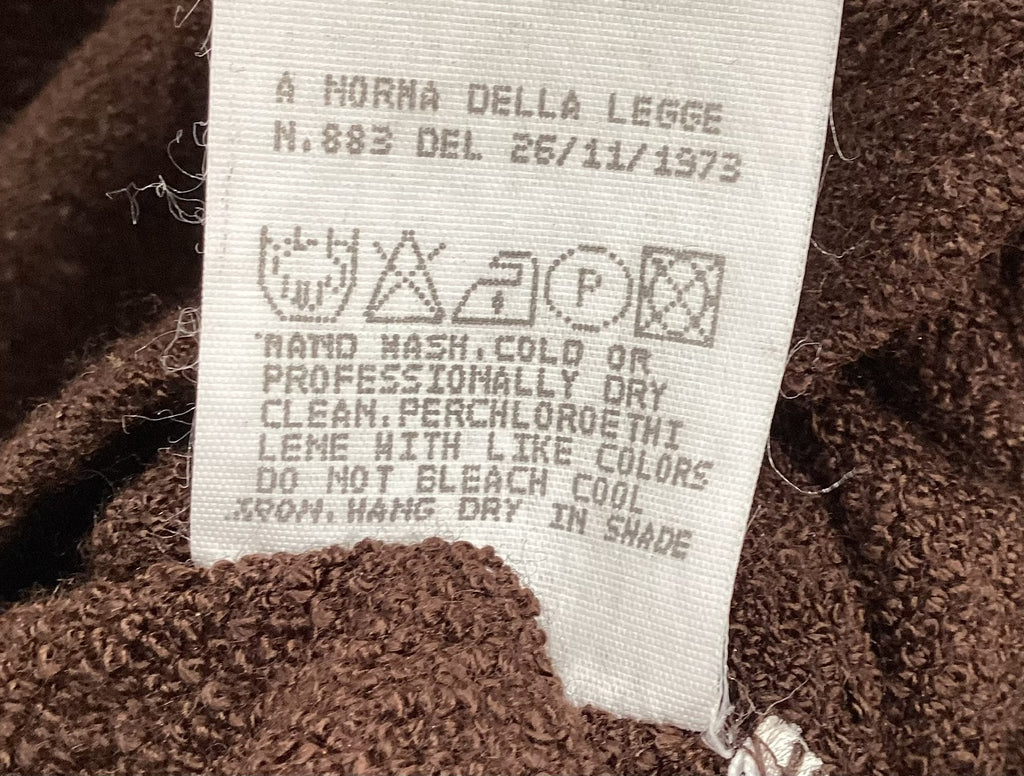 A NORMA DELLA LEGGE
N.883 DEL 26/11/1973
P
HAND WASH.COLD OR
PROFESSIONALLY DRY
CLEAN.PERCHLOROETHI
LENE WITH LIKE COLORS
DO NOT BLEACH COOL
IRON.HANG DRY IN SHADE